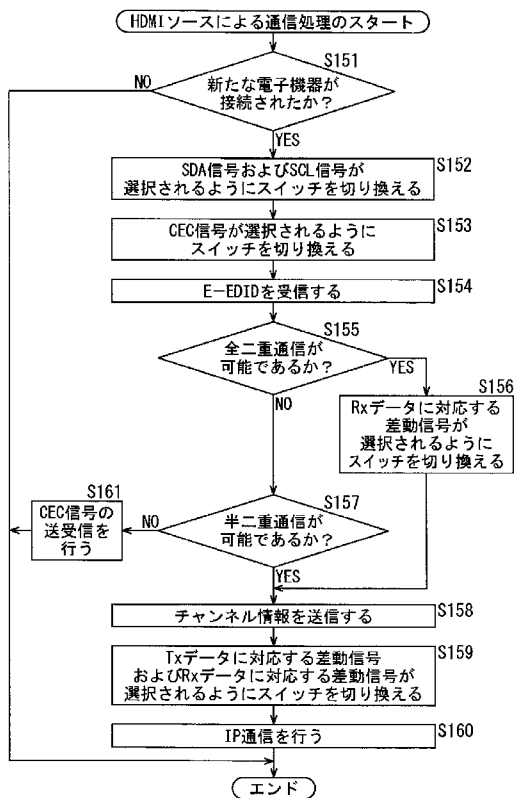 HDMIソースによる通信処理のスタート
S151
新たな電子機器が
接続されたか?
NO
YES
S152
SDA信号およびSCL信号が
選択されるようにスイッチを切り換える
S153
CEC信号が選択されるように
スイッチを切り換える
S154
E-EDIDを受信する
S155
全二重通信が
可能であるか?
YES
NO
S156
Rxデータに対応する
差動信号が
選択されるように
スイッチを切り換える
S157
半二重通信が
可能であるか?
NO
YES
S161
CEC信号の
送受信を
行う
S158
チャンネル情報を送信する
S159
Txデータに対応する差動信号
およびRxデータに対応する差動信号が
選択されるようにスイッチを切り換える
S160
IP通信を行う
エンド